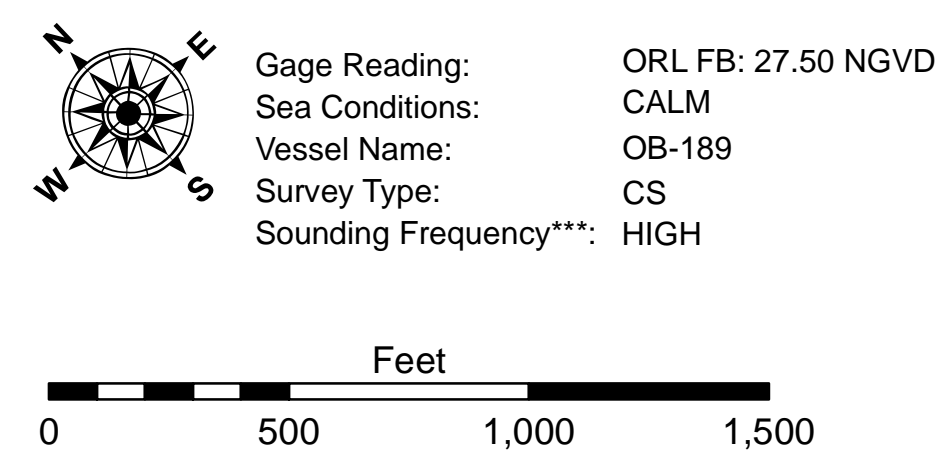 N E
W S
Gage Reading: ORL FB: 27.50 NGVD
Sea Conditions: CALM
Vessel Name: OB-189
Survey Type: CS
Sounding Frequency***: HIGH
Feet
0 500 1,000 1,500